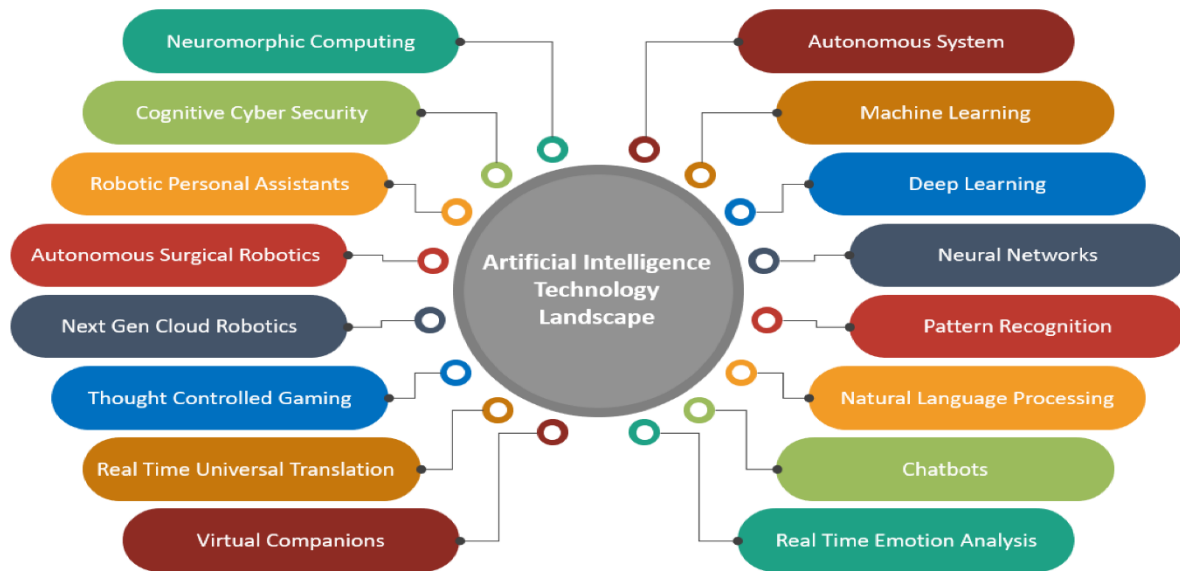 Neuromorphic Computing
Autonomous System
Cognitive Cyber Security
Machine Learning
Robotic Personal Assistants
Deep Learning
Autonomous Surgical Robotics
Neural Networks
Artificial Intelligence
Technology
Landscape
Next Gen Cloud Robotics
Pattern Recognition
Thought Controlled Gaming
Natural Language Processing
Real Time Universal Translation
Chatbots
Virtual Companions
Real Time Emotion Analysis